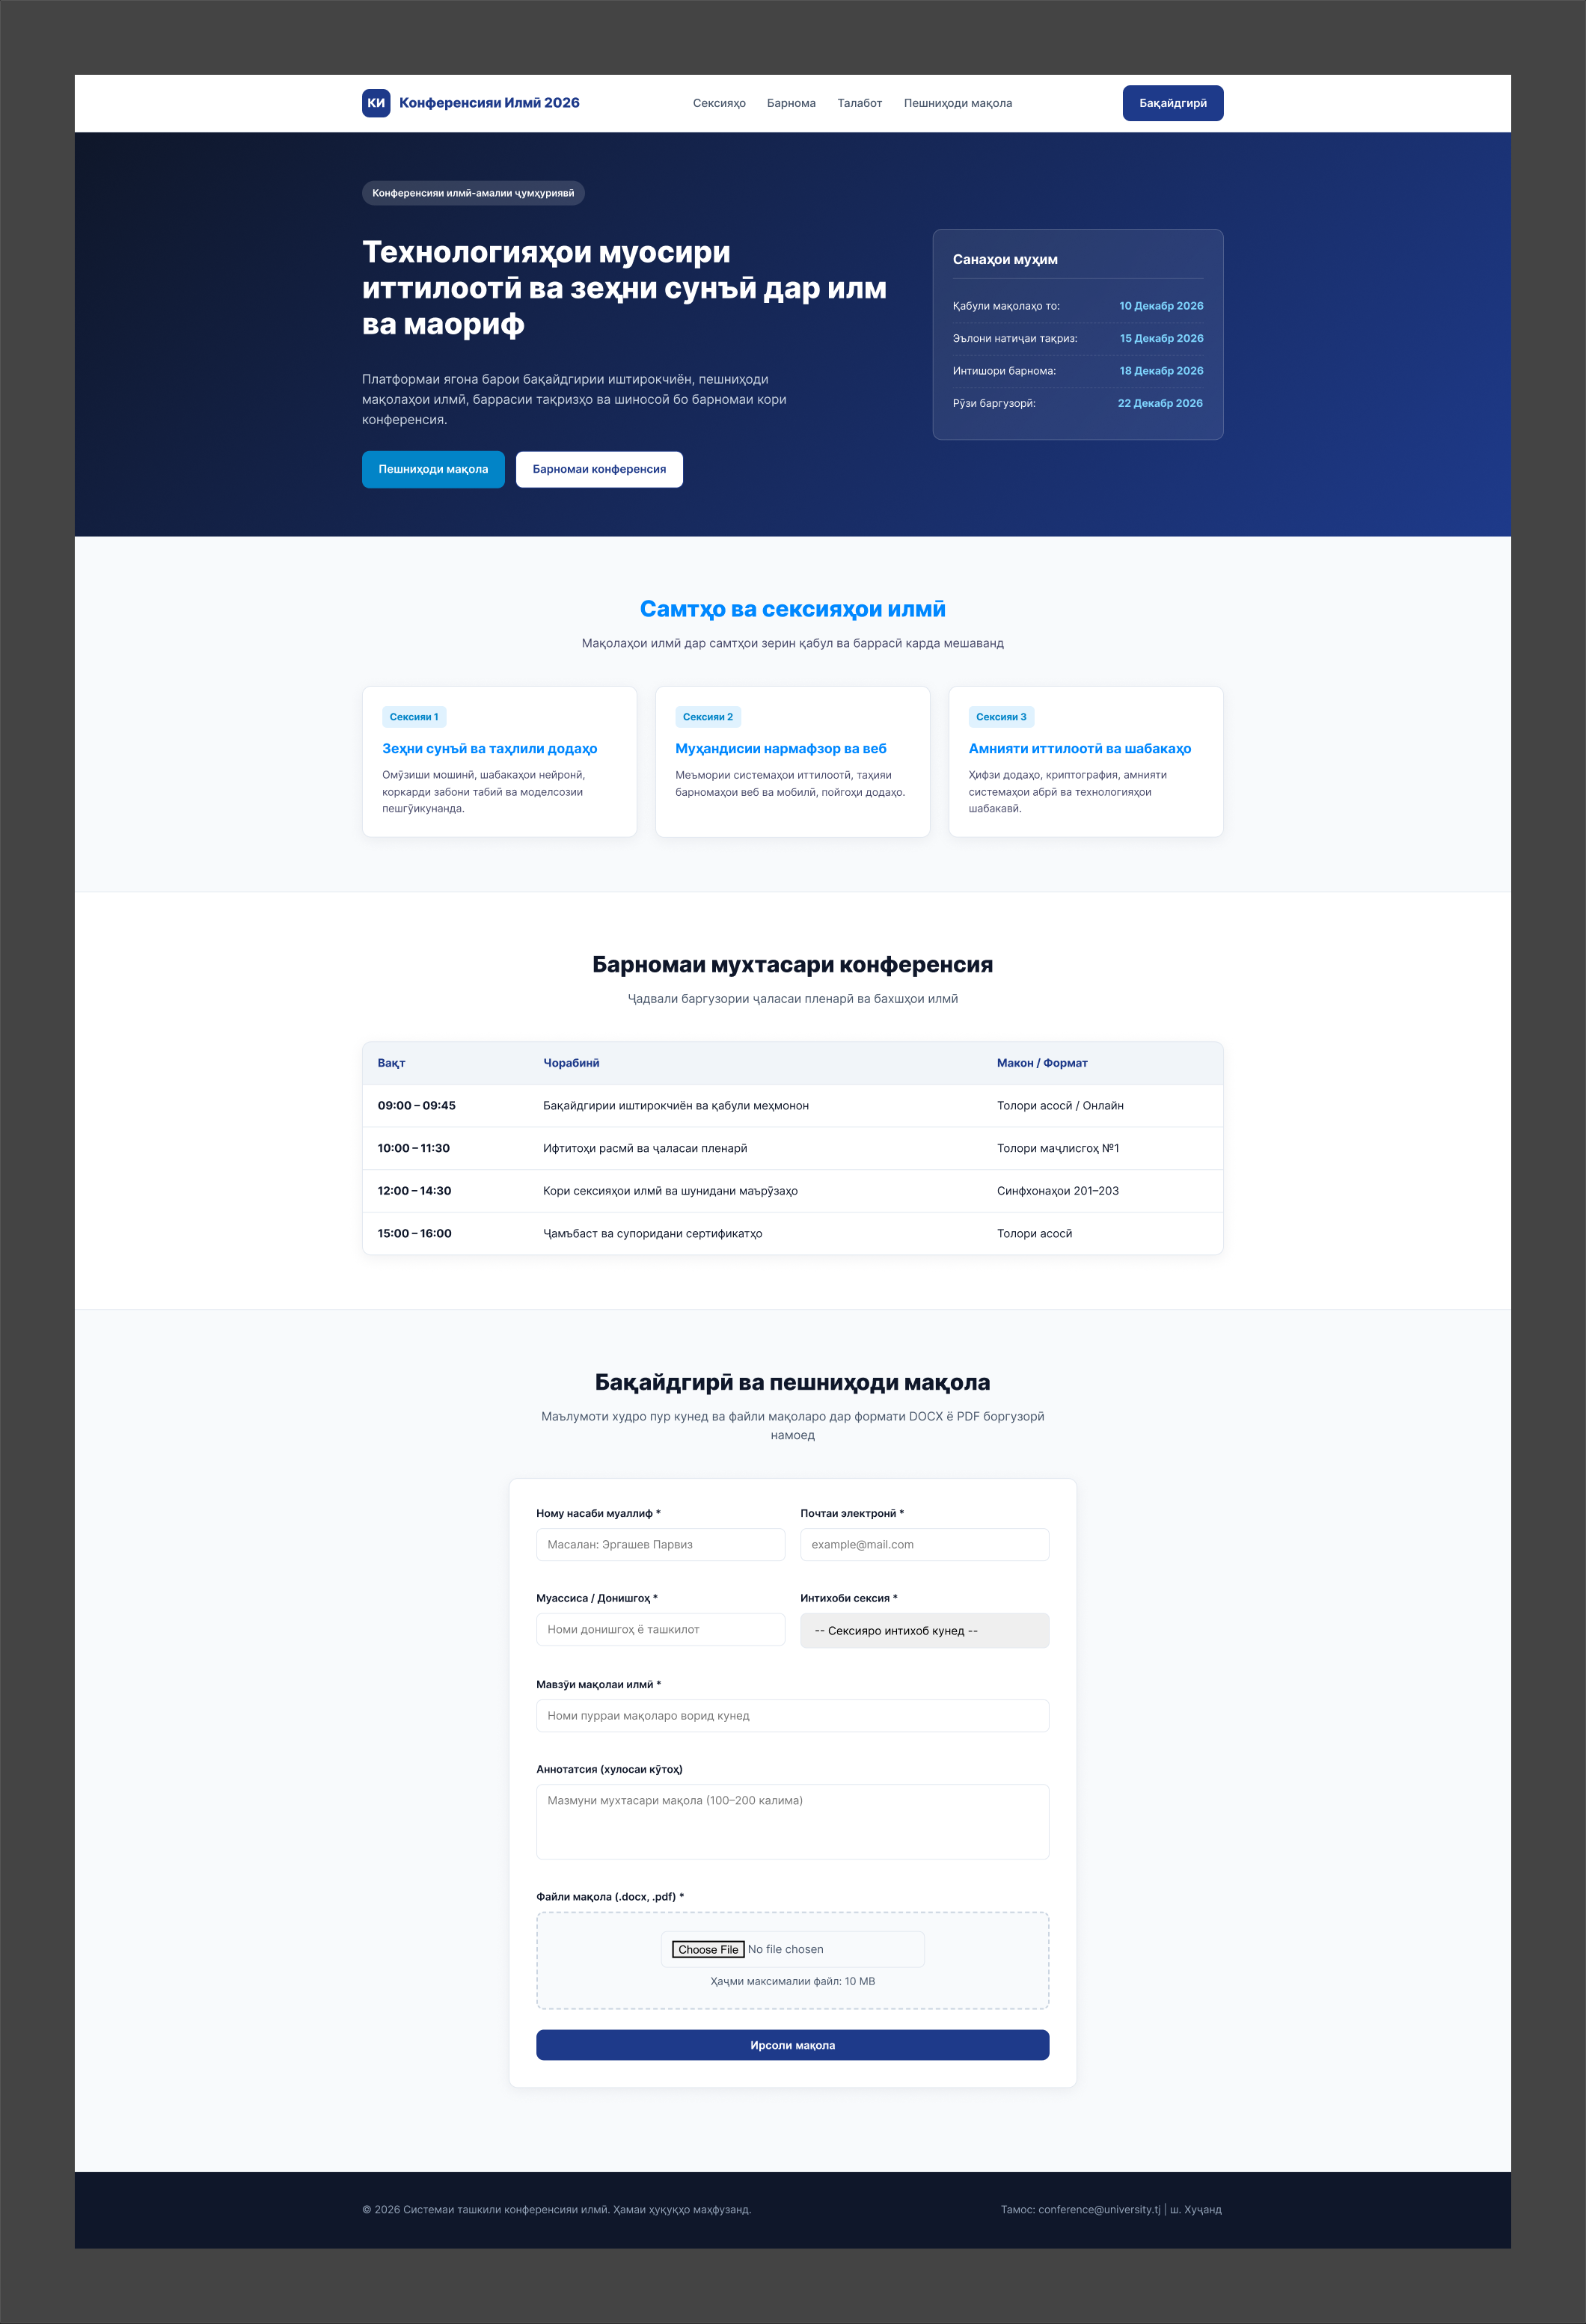 КИ Конференсияи Илмӣ 2026
Сексияҳо Барнома Талабот Пешниҳоди мақола
Бақайдгирӣ
Конференсияи илмӣ-амалии ҷумҳуриявӣ
Технологияҳои муосири
иттилоотӣ ва зеҳни сунъӣ дар илм
ва маориф
Платформаи ягона барои бақайдгирии иштирокчиён, пешниҳоди
мақолаҳои илмӣ, баррасии тақризҳо ва шиносоӣ бо барномаи кори
конференсия.
Пешниҳоди мақола Барномаи конференсия
Санаҳои муҳим
Қабули мақолаҳо то: 10 Декабр 2026
Эълони натиҷаи тақриз: 15 Декабр 2026
Интишори барнома: 18 Декабр 2026
Рӯзи баргузорӣ: 22 Декабр 2026
Самтҳо ва сексияҳои илмӣ
Мақолаҳои илмӣ дар самтҳои зерин қабул ва баррасӣ карда мешаванд
Сексияи 1
Зеҳни сунъӣ ва таҳлили додаҳо
Омӯзиши мошинӣ, шабакаҳои нейронӣ,
коркарди забони табиӣ ва моделсозии
пешгӯикунанда.
Сексияи 2
Муҳандисии нармафзор ва веб
Меъмории системаҳои иттилоотӣ, таҳияи
барномаҳои веб ва мобилӣ, пойгоҳи додаҳо.
Сексияи 3
Амнияти иттилоотӣ ва шабакаҳо
Ҳифзи додаҳо, криптография, амнияти
системаҳои абрӣ ва технологияҳои
шабакавӣ.
Барномаи мухтасари конференсия
Ҷадвали баргузории ҷаласаи пленарӣ ва бахшҳои илмӣ
Вақт Чорабинӣ Макон / Формат
09:00 – 09:45 Бақайдгирии иштирокчиён ва қабули меҳмонон Толори асосӣ / Онлайн
10:00 – 11:30 Ифтитоҳи расмӣ ва ҷаласаи пленарӣ Толори маҷлисгоҳ №1
12:00 – 14:30 Кори сексияҳои илмӣ ва шунидани маърӯзаҳо Синфхонаҳои 201–203
15:00 – 16:00 Ҷамъбаст ва супоридани сертификатҳо Толори асосӣ
Бақайдгирӣ ва пешниҳоди мақола
Маълумоти худро пур кунед ва файли мақоларо дар формати DOCX ё PDF боргузорӣ
намоед
Ному насаби муаллиф * Почтаи электронӣ *
Масалан: Эргашев Парвиз example@mail.com
Муассиса / Донишгоҳ * Интихоби сексия *
Номи донишгоҳ ё ташкилот -- Сексияро интихоб кунед --
Мавзӯи мақолаи илмӣ *
Номи пурраи мақоларо ворид кунед
Аннотатсия (хулосаи кӯтоҳ)
Мазмуни мухтасари мақола (100–200 калима)
Файли мақола (.docx, .pdf) *
Choose File No file chosen
Ҳаҷми максималии файл: 10 МВ
Ирсоли мақола
© 2026 Системаи ташкили конференсияи илмӣ. Ҳамаи ҳуқуқҳо маҳфузанд.
Тамос: conference@university.tj | ш. Хуҷанд